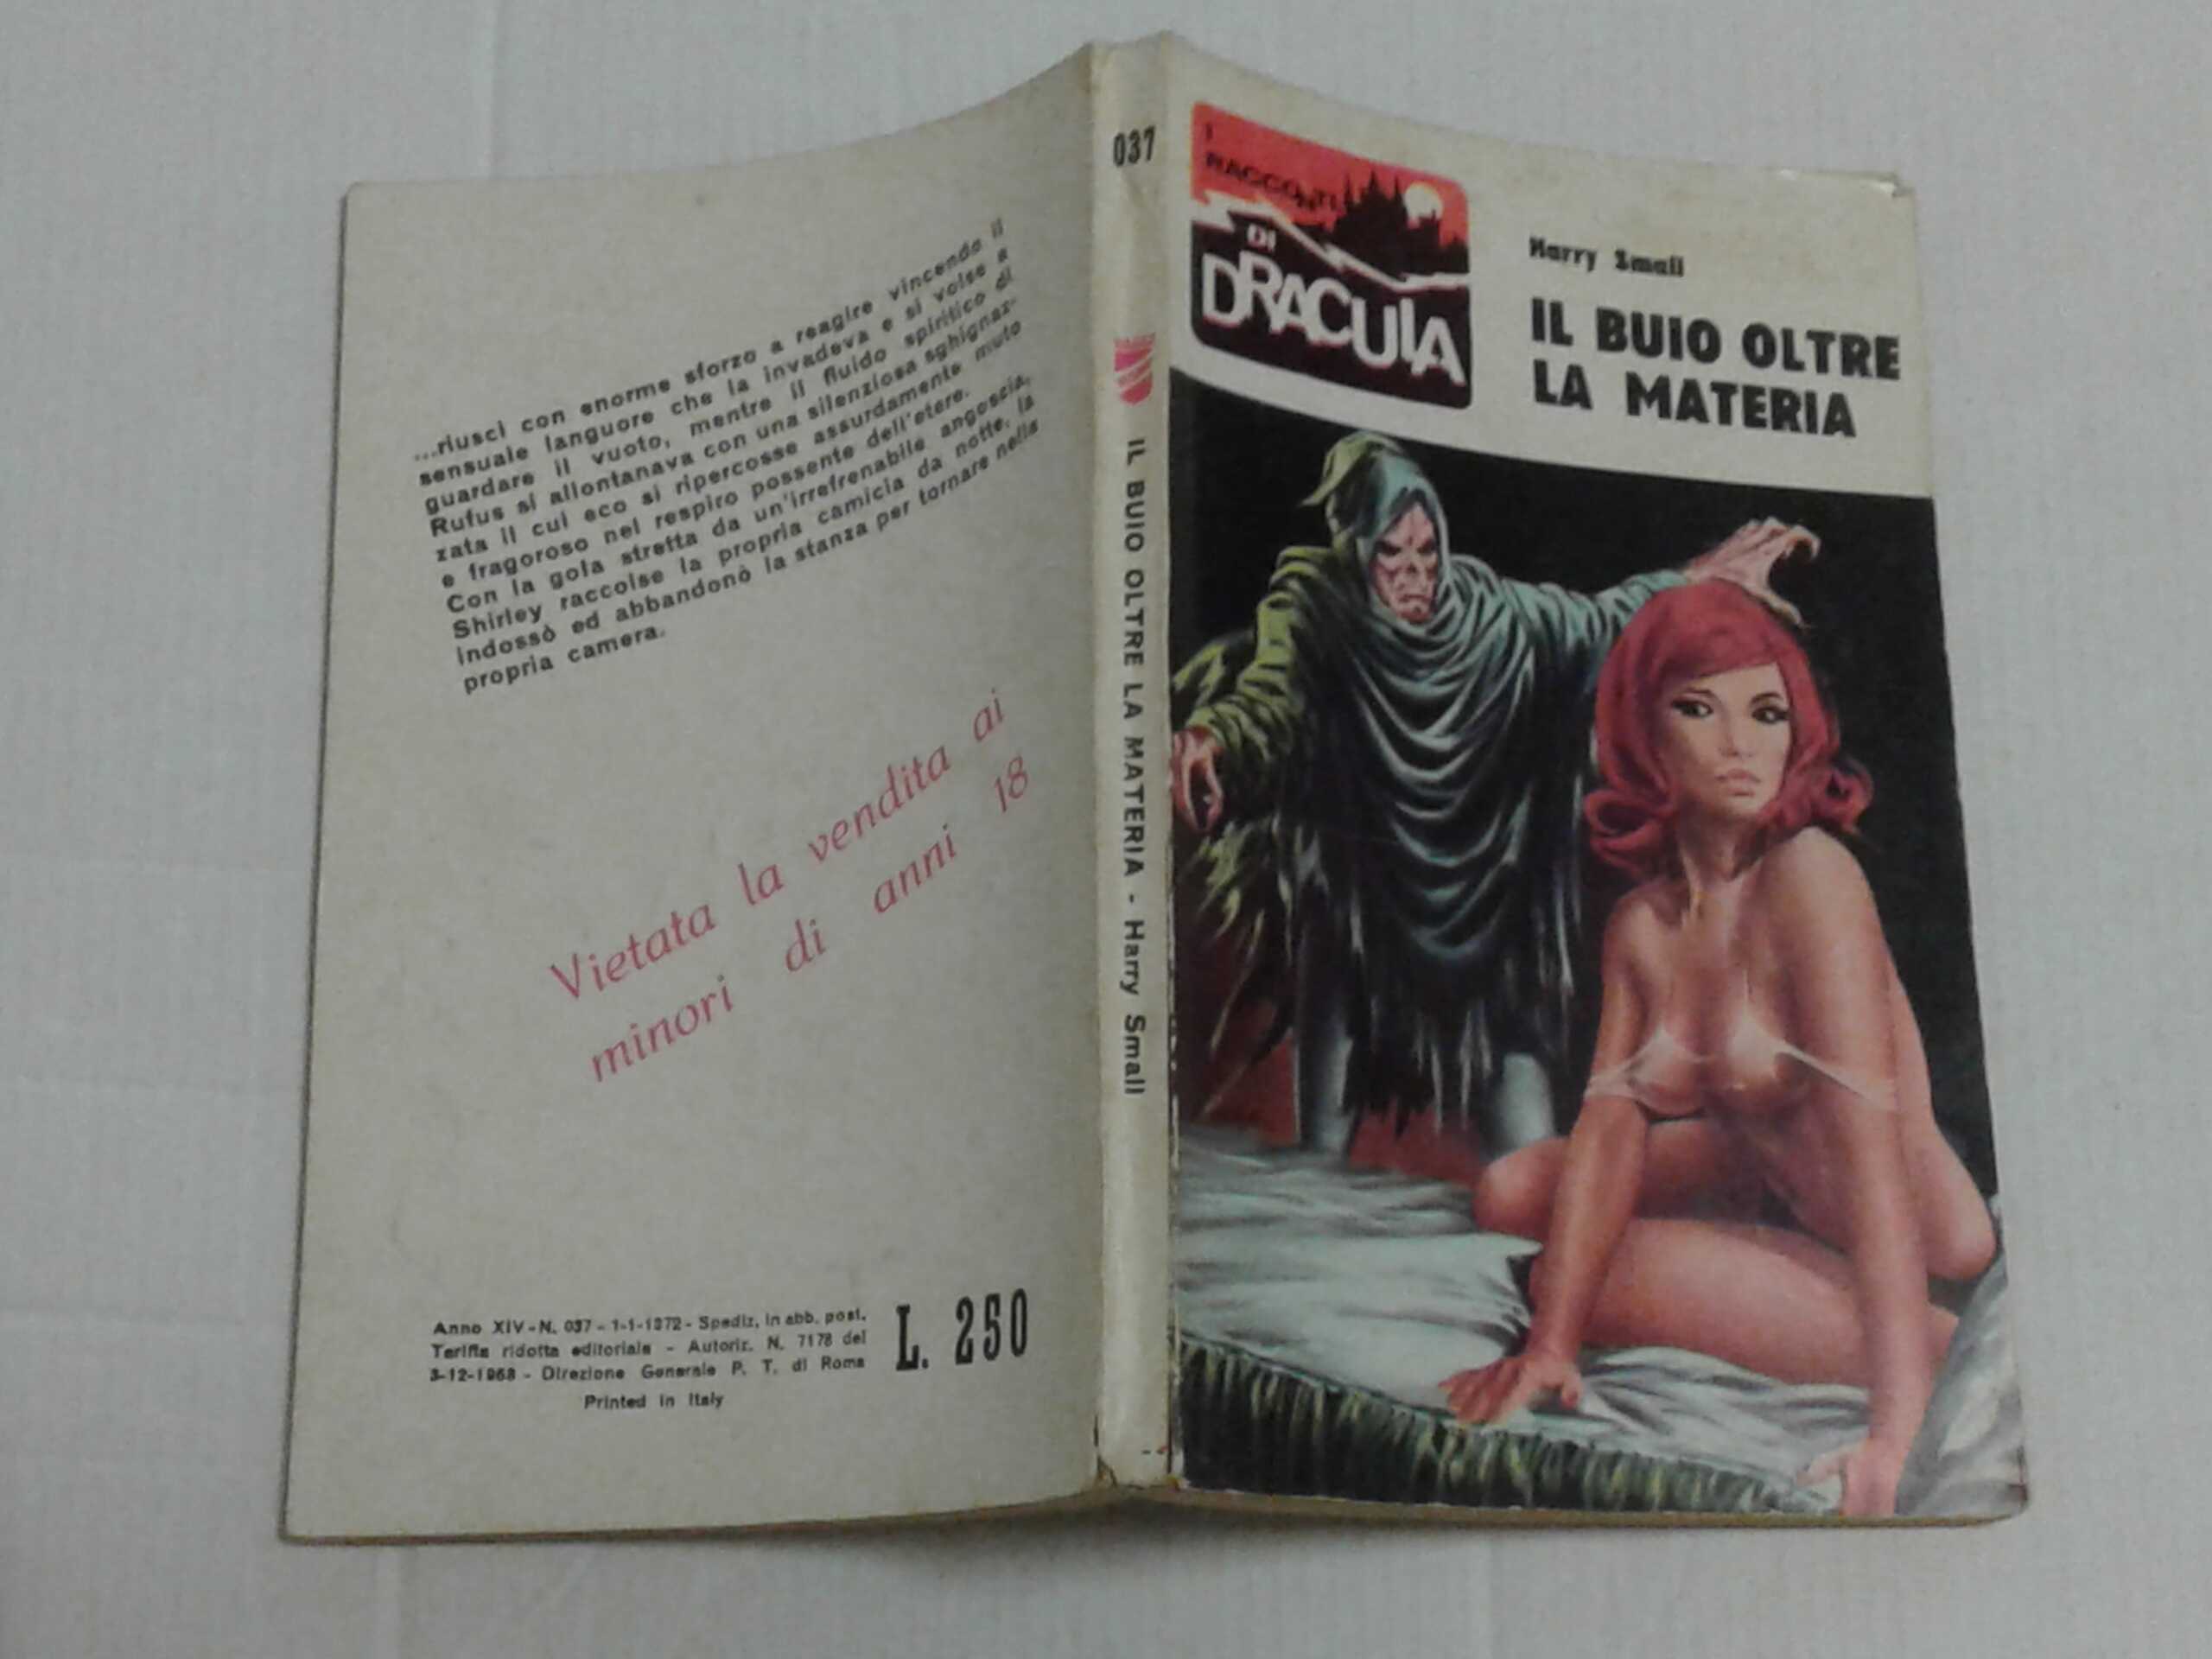 ...riuscì con enorme sforzo a reagire vincendo il
sensuale languore che la invadeva e si volse a
guardare il vuoto, mentre il fluido spiritico di
Rufus si allontanava con una silenziosa sghignaz-
zata il cui eco si ripercosse assurdamente muto
e fragoroso nel respiro possente dell'etere.
Con la gola stretta da un'irrefrenabile angoscia,
Shirley raccolse la propria camicia da notte, la
indossò ed abbandonò la stanza per tornare nella
propria camera.
Vietata la vendita ai
minori di anni 18
Anno XIV - N. 037 - 1-1-1972 - Spediz. in abb. post.
Tariffa ridotta editoriale - Autoriz. N. 7178 del
3-12-1968 - Direzione Generale P. T. di Roma
Printed in Italy
L. 250
037
IL BUIO OLTRE LA MATERIA - Harry Small
I
RACCONTI
DI
DRACULA
Harry Small
IL BUIO OLTRE
LA MATERIA